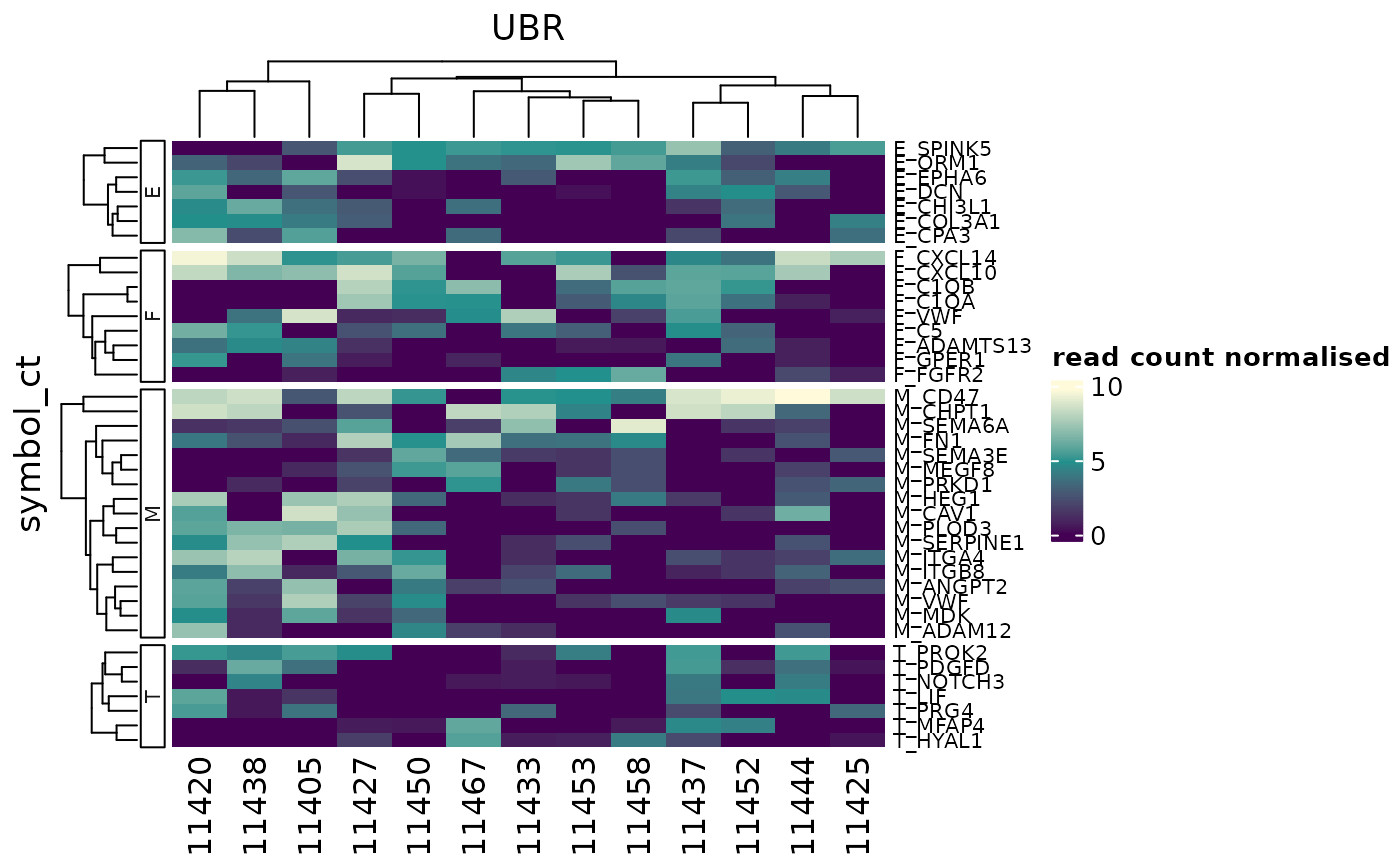 UBR
symbol_ct
E
E_SPINK5
E_ORM1
E_EPHA6
E_DCN
E_CHI3L1
E_COL3A1
E_CPA3
F
F_CXCL14
F_CXCL10
F_C1QB
F_C1QA
F_VWF
F_C5
F_ADAMTS13
F_GPER1
F_FGFR2
M
M_CD47
M_CHPT1
M_SEMA6A
M_FN1
M_SEMA3E
M_MEGF8
M_PRKD1
M_HEG1
M_CAV1
M_PLOD3
M_SERPINE1
M_ITGA4
M_ITGB8
M_ANGPT2
M_VWF
M_MDK
M_ADAM12
T
T_PROK2
T_PDGFD
T_NOTCH3
T_LIF
T_PRG4
T_MFAP4
T_HYAL1
11420
11438
11405
11427
11450
11467
11433
11453
11458
11437
11452
11444
11425
read count normalised
10
5
0